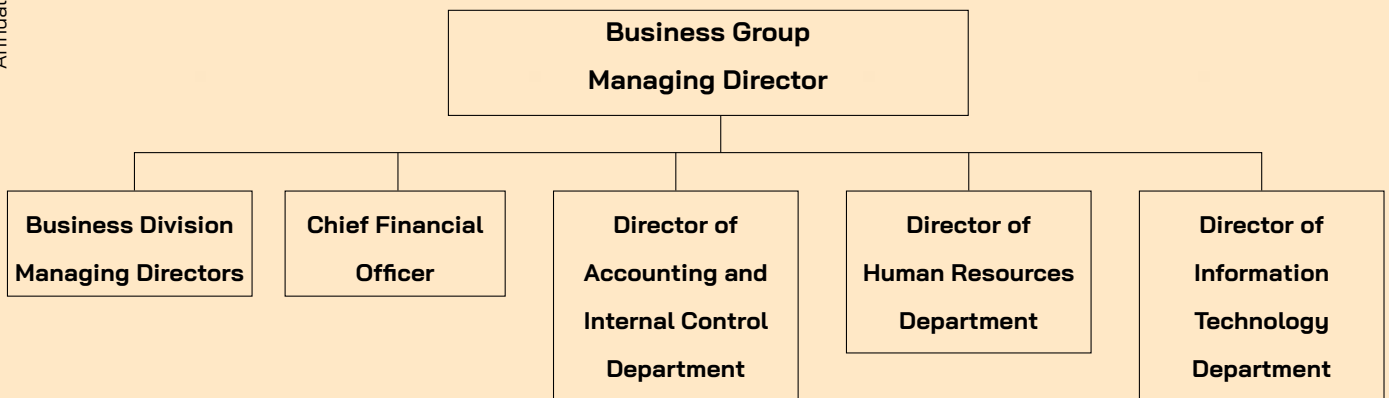 Annual
Business Group
Managing Director
Business Division
Managing Directors
Chief Financial
Officer
Director of
Accounting and
Internal Control
Department
Director of
Human Resources
Department
Director of
Information
Technology
Department